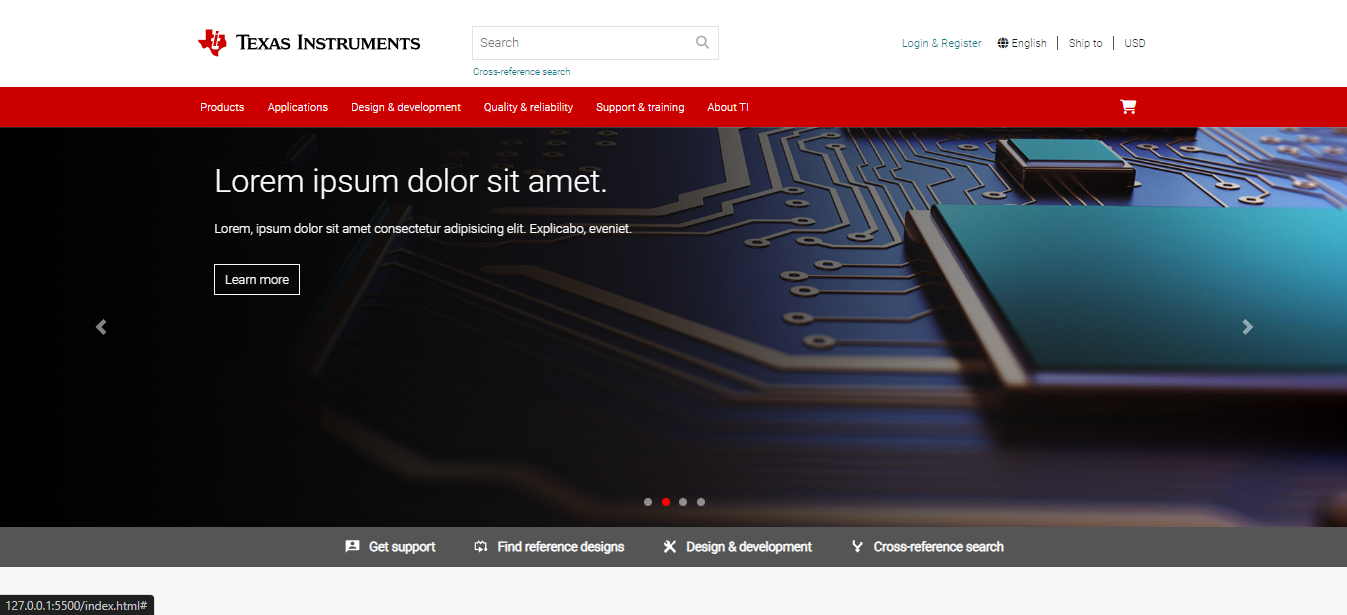 TEXAS INSTRUMENTS
Search
Login & Register English Ship to USD
Cross-reference search
Products Applications Design & development Quality & reliability Support & training About TI
Lorem ipsum dolor sit amet.
Lorem, ipsum dolor sit amet consectetur adipisicing elit. Explicabo, eveniet.
Learn more
Get support Find reference designs Design & development Cross-reference search
127.0.0.1:5500/index.html#